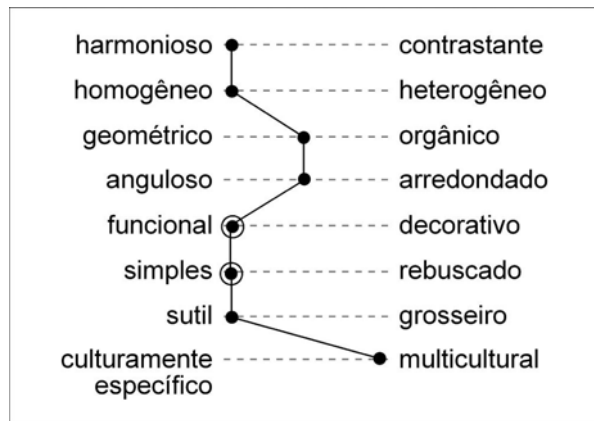 harmonioso contrastante
homogêneo heterogêneo
geométrico orgânico
anguloso arredondado
funcional decorativo
simples rebuscado
sutil grosseiro
culturamente multicultural
específico